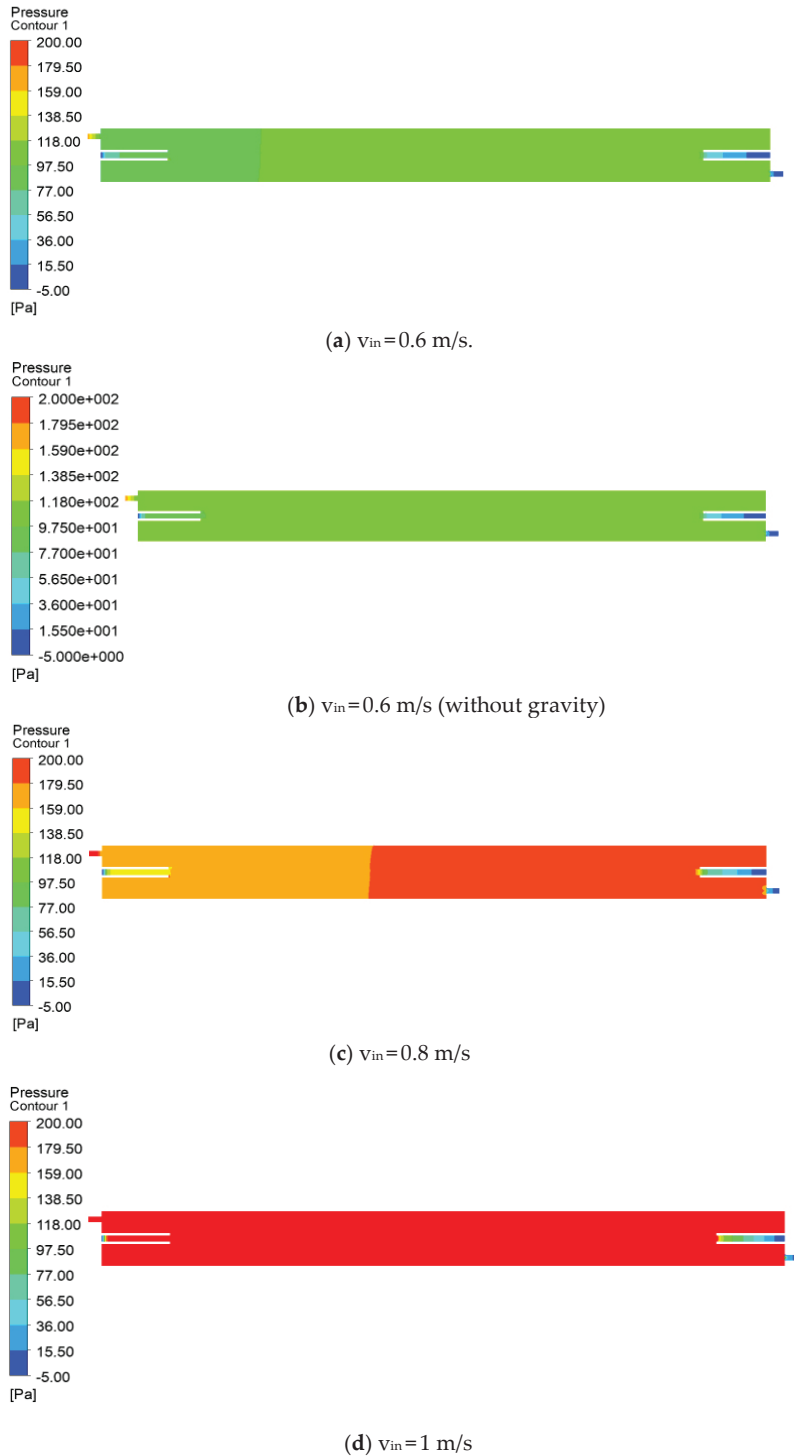 Pressure
Contour 1
200.00
179.50
159.00
138.50
118.00
97.50
77.00
56.50
36.00
15.50
-5.00
[Pa]
(a) vin=0.6 m/s.
Pressure
Contour 1
2.000e+002
1.795e+002
1.590e+002
1.385e+002
1.180e+002
9.750e+001
7.700e+001
5.650e+001
3.600e+001
1.550e+001
-5.000e+000
[Pa]
(b) vin=0.6 m/s (without gravity)
Pressure
Contour 1
200.00
179.50
159.00
138.50
118.00
97.50
77.00
56.50
36.00
15.50
-5.00
[Pa]
(c) vin=0.8 m/s
Pressure
Contour 1
200.00
179.50
159.00
138.50
118.00
97.50
77.00
56.50
36.00
15.50
-5.00
[Pa]
(d) vin=1 m/s